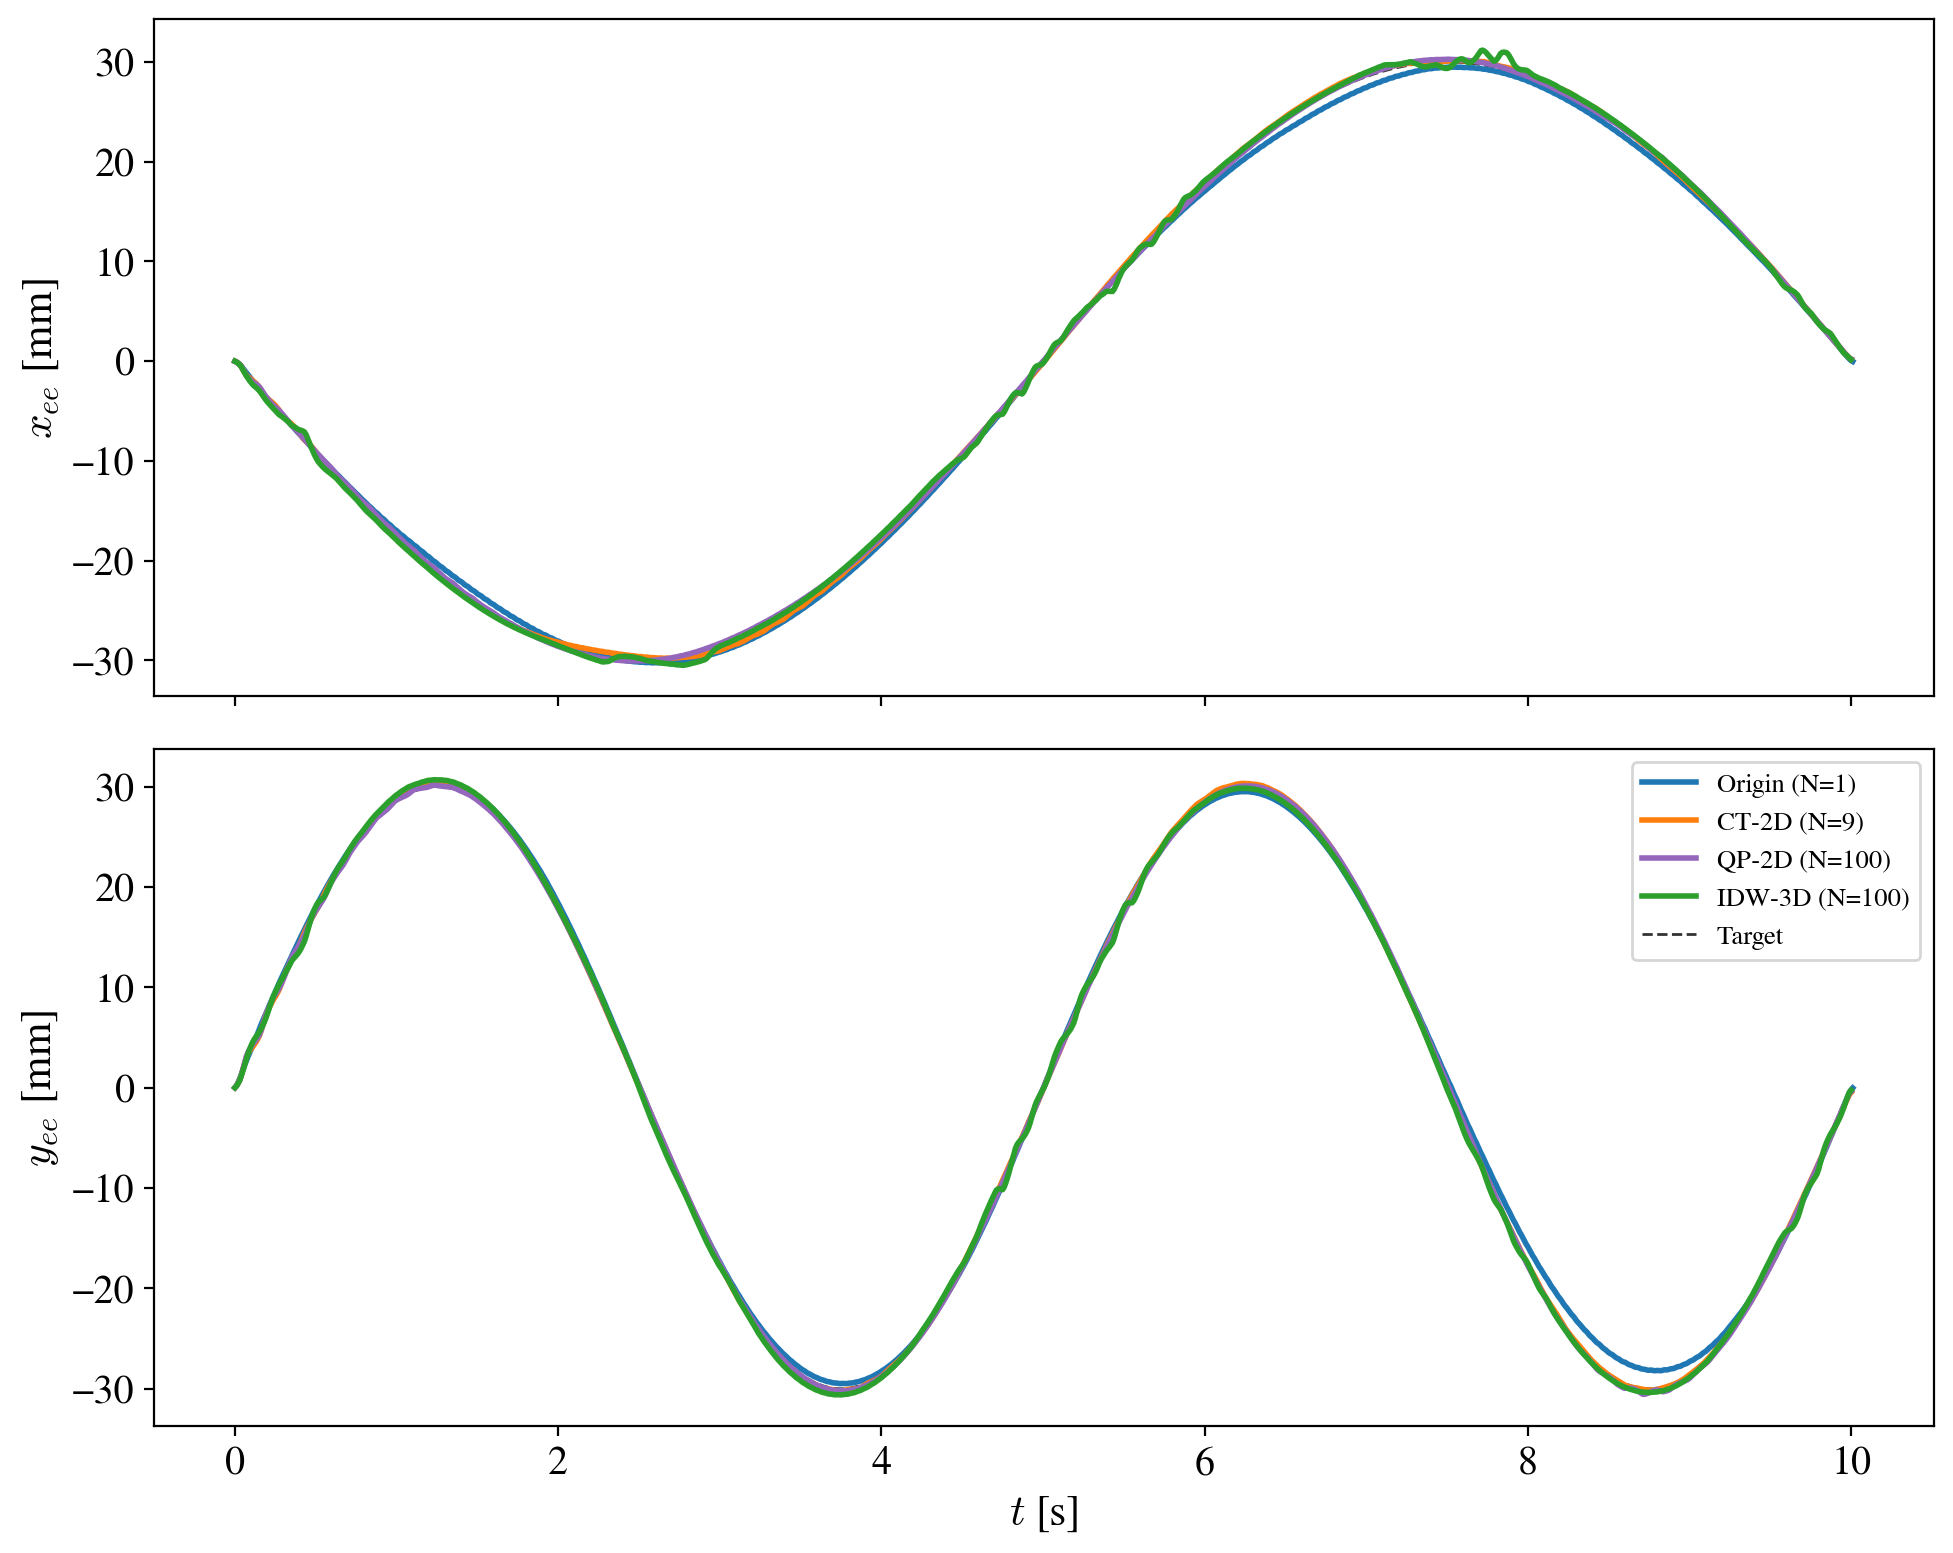 30
20
10
0
−10
−20
−30
x_ee [mm]
30
20
10
0
−10
−20
−30
y_ee [mm]
Origin (N=1)
CT-2D (N=9)
QP-2D (N=100)
IDW-3D (N=100)
Target
0 2 4 6 8 10
t [s]